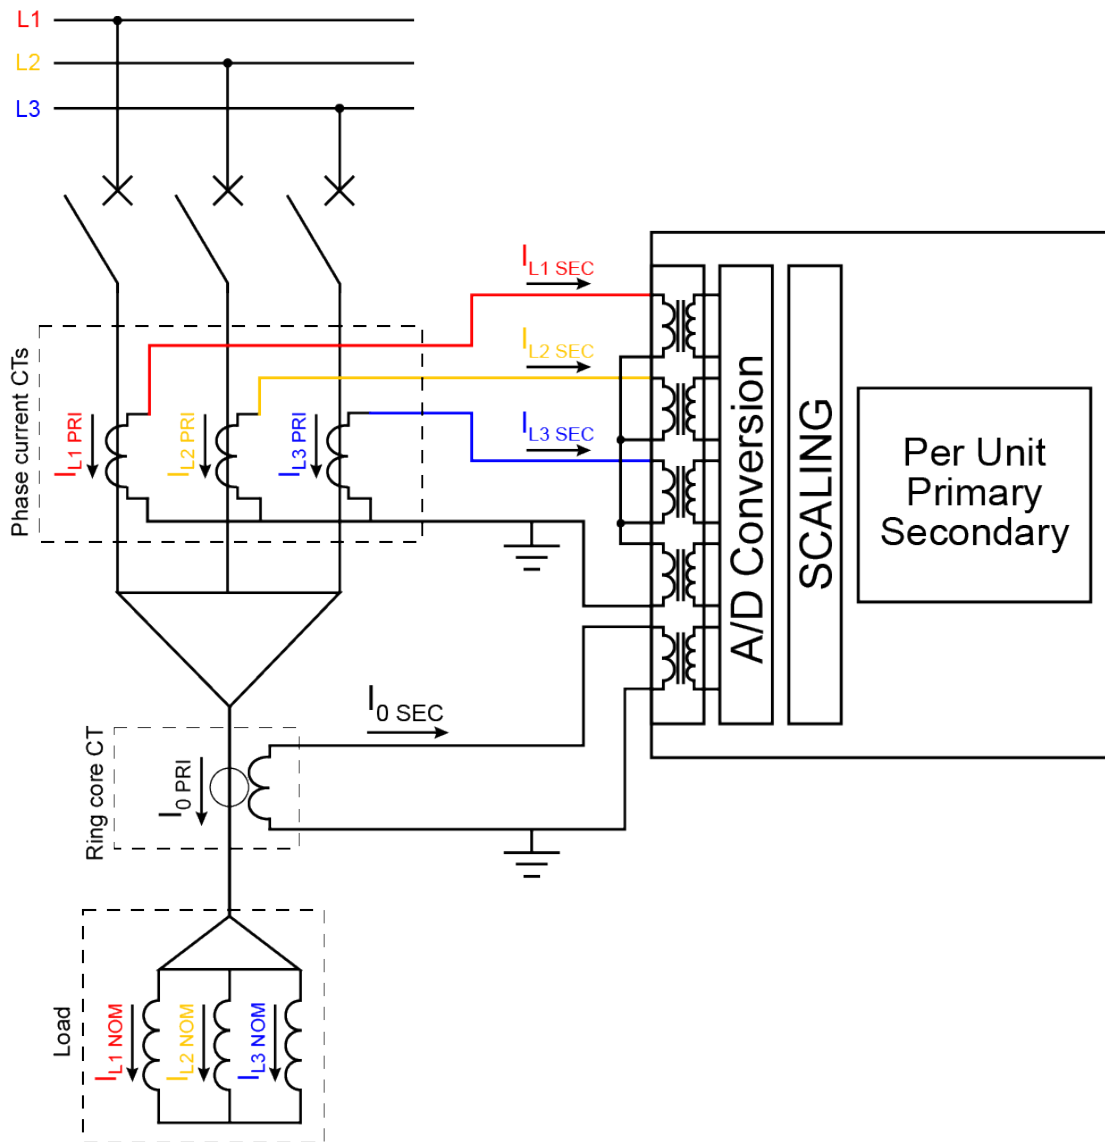 L1
L2
L3
I L1 SEC
I L2 SEC
I L3 SEC
Phase current CTs
I L1 PRI
I L2 PRI
I L3 PRI
A/D Conversion
SCALING
Per Unit
Primary
Secondary
I 0 SEC
Ring core CT
I 0 PRI
Load
I L1 NOM
I L2 NOM
I L3 NOM